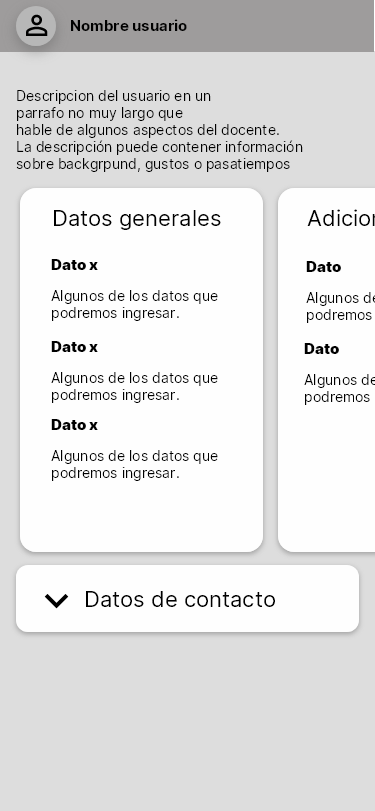 Nombre usuario
Descripcion del usuario en un
parrafo no muy largo que
hable de algunos aspectos del docente.
La descripción puede contener información
sobre backgrpund, gustos o pasatiempos
Datos generales
Dato x
Algunos de los datos que
podremos ingresar.
Dato x
Algunos de los datos que
podremos ingresar.
Dato x
Algunos de los datos que
podremos ingresar.
Adicion
Dato
Algunos de
podremos
Dato
Algunos de
podremos
Datos de contacto